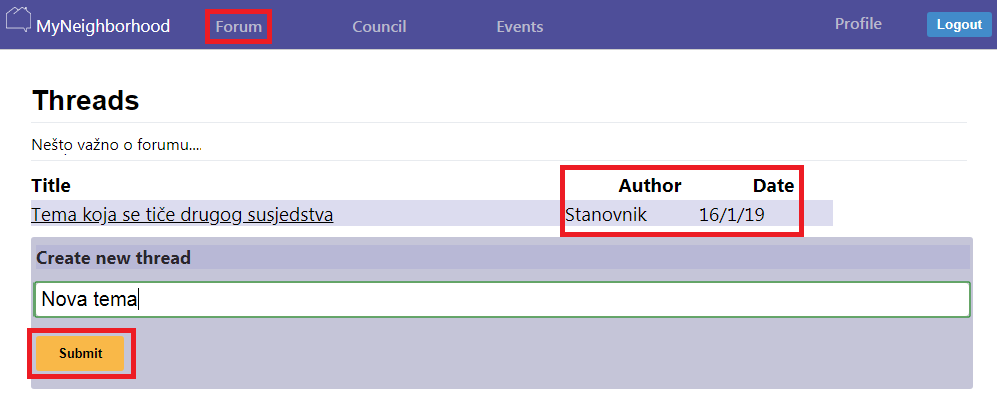 MyNeighborhood Forum Council Events Profile Logout
Threads
Nešto važno o forumu....
Title Author Date
Tema koja se tiče drugog susjedstva Stanovnik 16/1/19
Create new thread
Nova tema
Submit